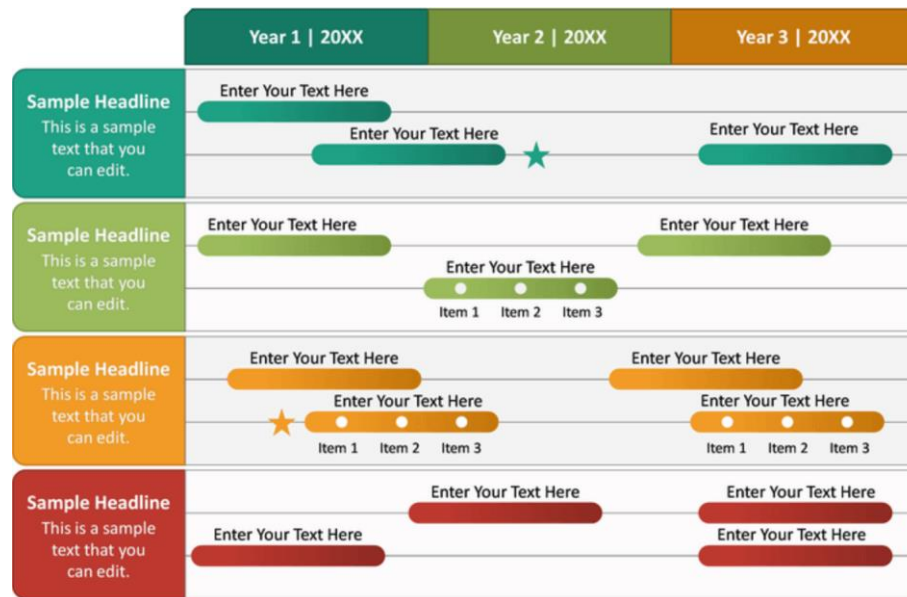 Year 1 | 20XX
Year 2 | 20XX
Year 3 | 20XX
Sample Headline
This is a sample
text that you
can edit.
Enter Your Text Here
Enter Your Text Here
Enter Your Text Here
Sample Headline
This is a sample
text that you
can edit.
Enter Your Text Here
Enter Your Text Here
Enter Your Text Here
Item 1
Item 2
Item 3
Sample Headline
This is a sample
text that you
can edit.
Enter Your Text Here
Enter Your Text Here
Enter Your Text Here
Enter Your Text Here
Item 1
Item 2
Item 3
Item 1
Item 2
Item 3
Sample Headline
This is a sample
text that you
can edit.
Enter Your Text Here
Enter Your Text Here
Enter Your Text Here
Enter Your Text Here